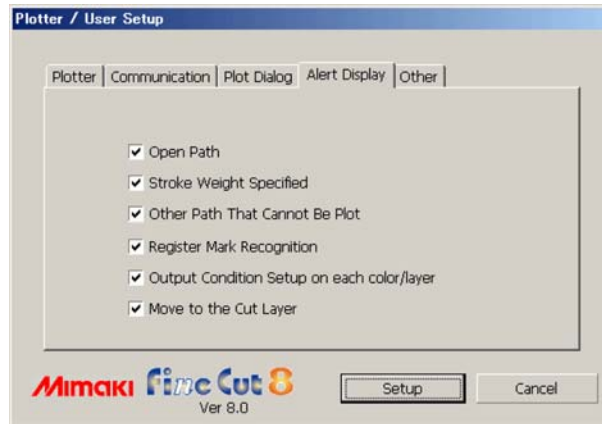 Plotter / User Setup
Plotter Communication Plot Dialog Alert Display Other
Open Path
Stroke Weight Specified
Other Path That Cannot Be Plot
Register Mark Recognition
Output Condition Setup on each color/layer
Move to the Cut Layer
Mimaki Fine Cut 8 Setup Cancel
Ver 8.0